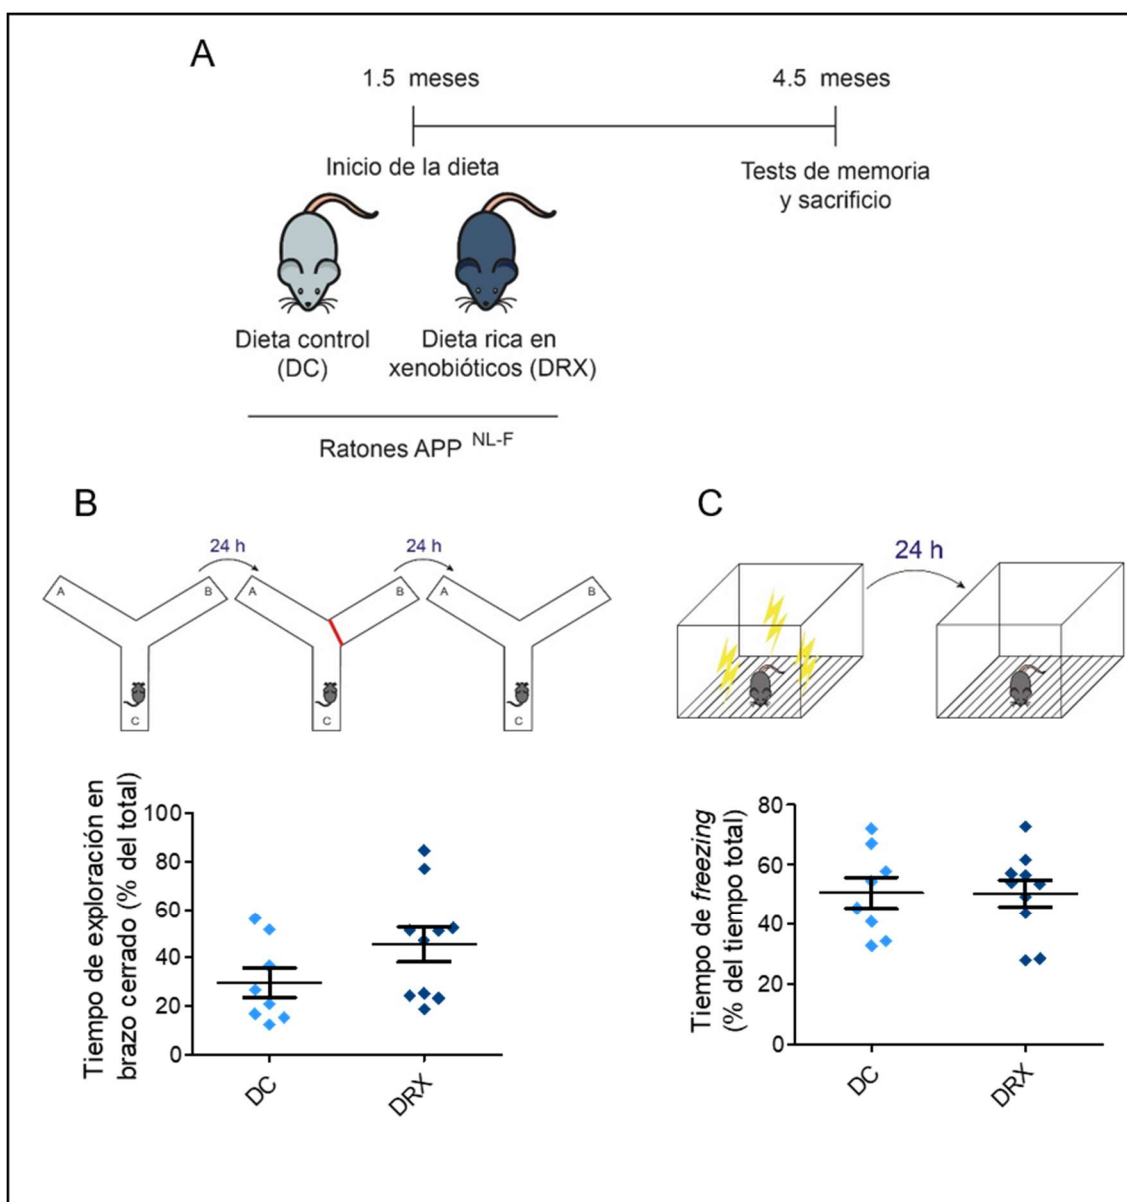 A
1.5 meses
4.5 meses
Inicio de la dieta
Tests de memoria
y sacrificio
Dieta control
(DC)
Dieta rica en
xenobióticos (DRX)
Ratones APP NL-F
B
24 h
24 h
A
B
C
A
B
C
A
B
C
C
24 h
Tiempo de exploración en
brazo cerrado (% del total)
100
80
60
40
20
0
DC
DRX
Tiempo de freezing
(% del tiempo total)
80
60
40
20
0
DC
DRX